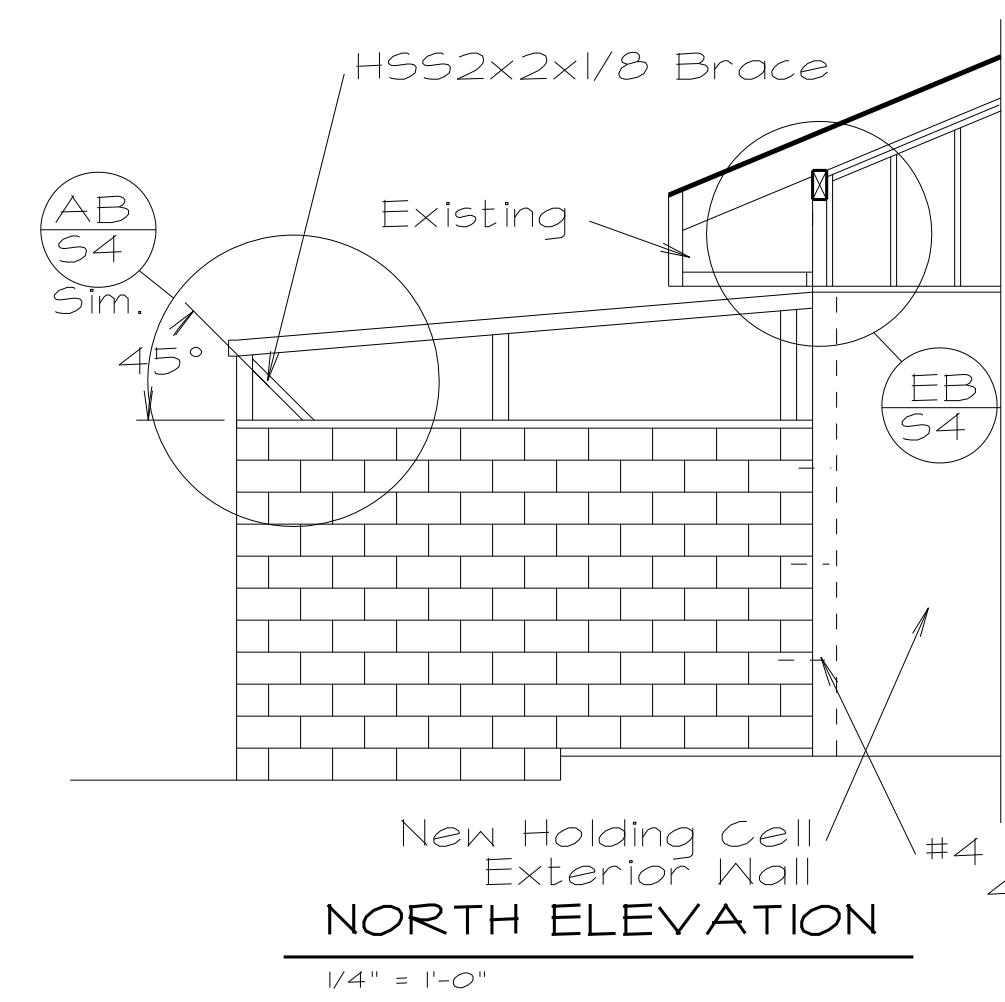 HSS2x2x1/8 Brace
AB
S4
Sim.
Existing
45°
EB
S4
New Holding Cell
Exterior Wall
#4
NORTH ELEVATION
1/4" = 1'-0"